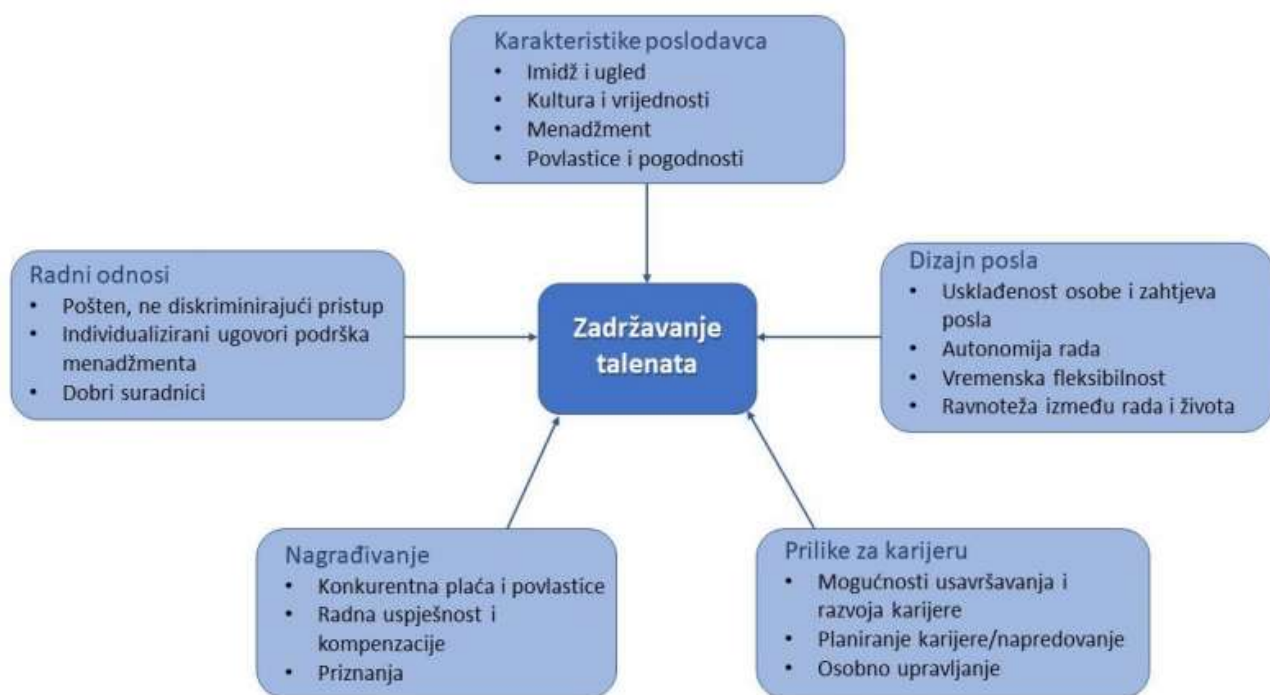 Karakteristike poslodavca
• Imidž i ugled
• Kultura i vrijednosti
• Menadžment
• Povlastice i pogodnosti
Radni odnosi
• Pošten, ne diskriminirajući pristup
• Individualizirani ugovori podrška
menadžmenta
• Dobri suradnici
Zadržavanje
talenata
Dizajn posla
• Usklađenost osobe i zahtjeva
posla
• Autonomija rada
• Vremenska fleksibilnost
• Ravnoteža između rada i života
Nagrađivanje
• Konkurentna plaća i povlastice
• Radna uspješnost i
kompenzacije
• Priznanja
Prilike za karijeru
• Mogućnosti usavršavanja i
razvoja karijere
• Planiranje karijere/napredovanje
• Osobno upravljanje